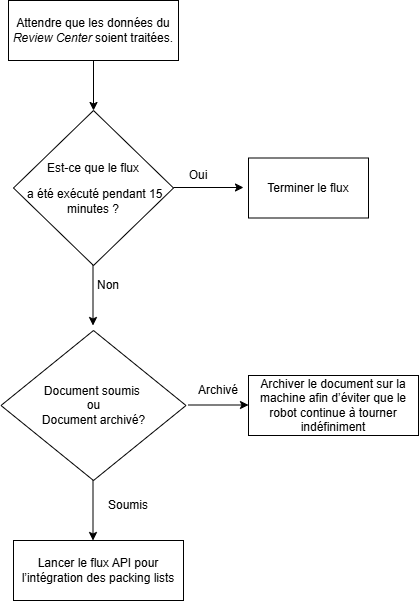 Attendre que les données du
Review Center soient traitées.
Est-ce que le flux
a été exécuté pendant 15
minutes ?
Oui
Terminer le flux
Non
Document soumis
ou
Document archivé?
Archivé
Archiver le document sur la
machine afin d'éviter que le
robot continue à tourner
indéfiniment
Soumis
Lancer le flux API pour
l'intégration des packing lists